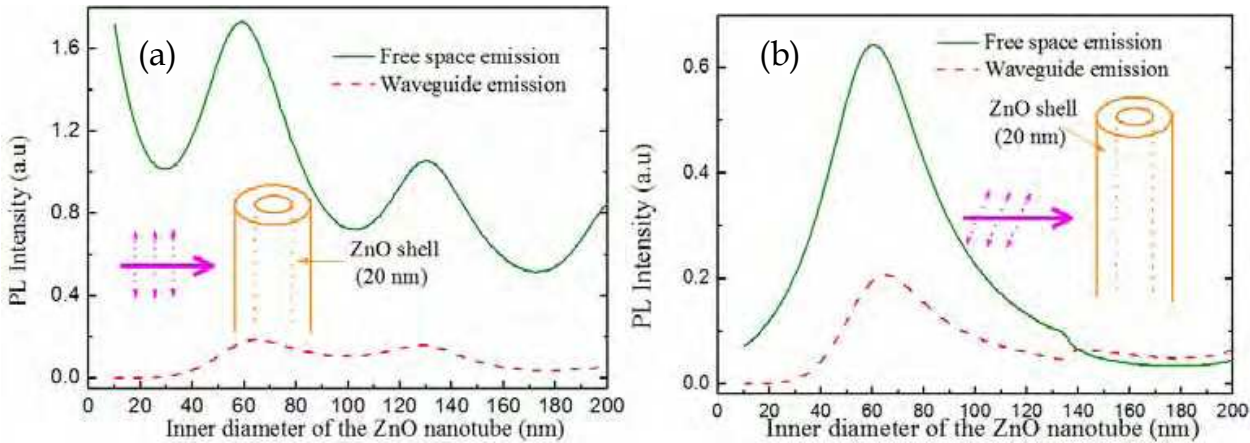 (a)
Free space emission
Waveguide emission
ZnO shell
(20 nm)
PL Intensity (a.u)
1.6
1.2
0.8
0.4
0.0
0 20 40 60 80 100 120 140 160 180 200
Inner diameter of the ZnO nanotube (nm)
(b)
Free space emission
Waveguide emission
ZnO shell
(20 nm)
PL Intensity (a.u)
0.6
0.4
0.2
0.0
0 20 40 60 80 100 120 140 160 180 200
Inner diameter of the ZnO nanotube (nm)